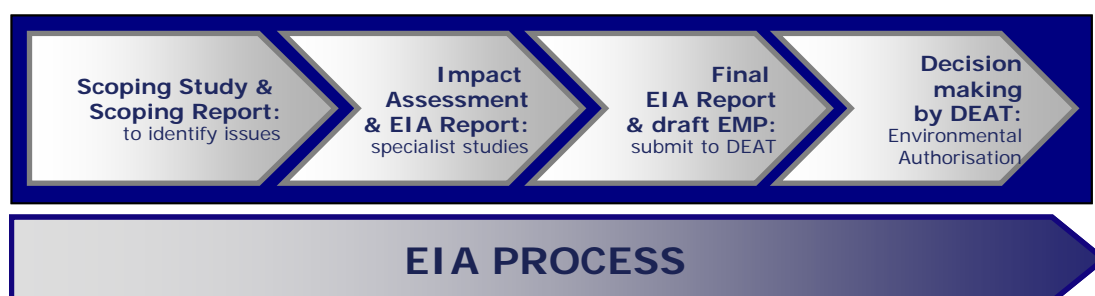 Scoping Study &
Scoping Report:
to identify issues
Impact
Assessment
& EIA Report:
specialist studies
Final
EIA Report
& draft EMP:
submit to DEAT
Decision
making
by DEAT:
Environmental
Authorisation
EIA PROCESS